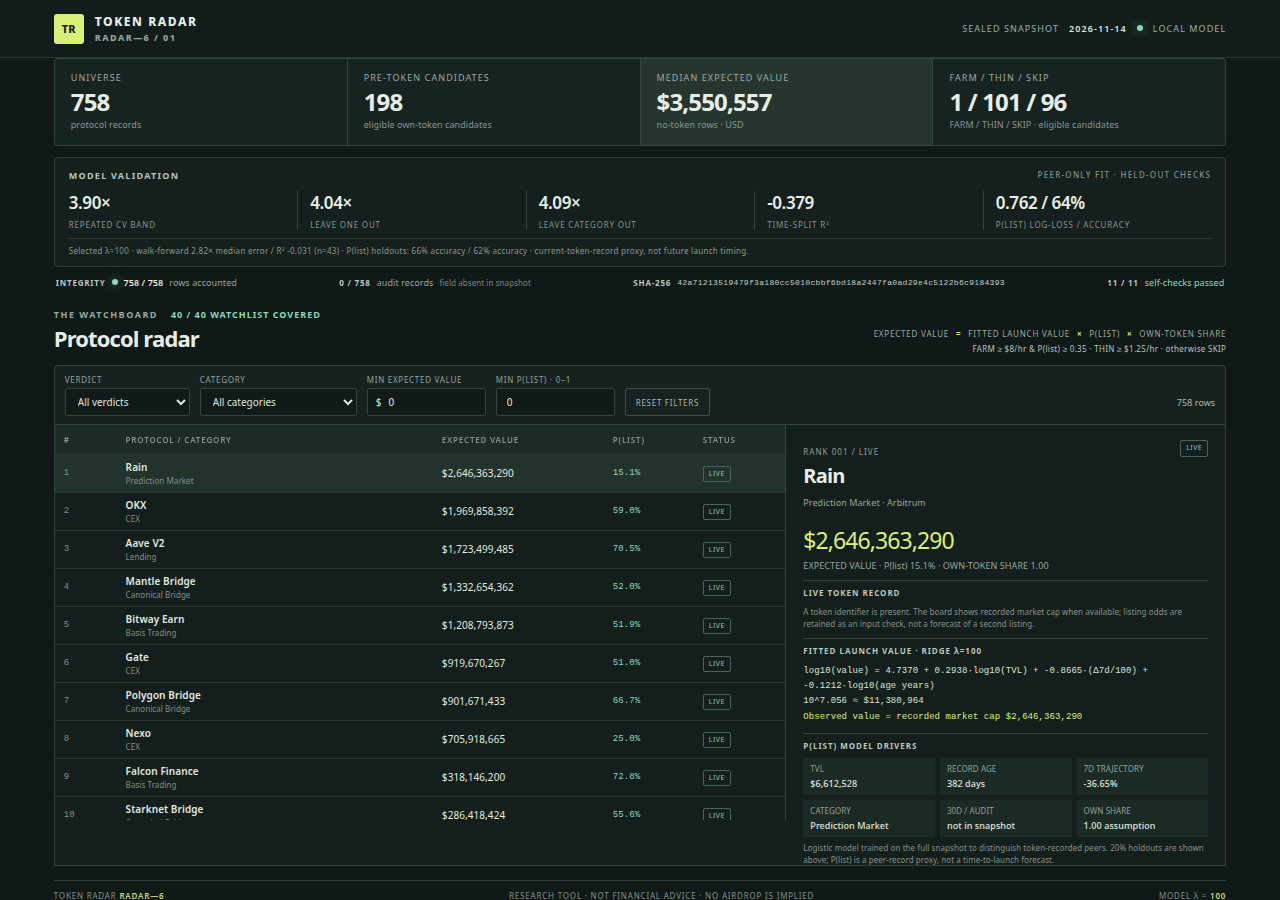 TR
TOKEN RADAR
RADAR—6 / 01
SEALED SNAPSHOT 2026-11-14 LOCAL MODEL
UNIVERSE
758
protocol records
PRE-TOKEN CANDIDATES
198
eligible own-token candidates
MEDIAN EXPECTED VALUE
$3,550,557
no-token rows · USD
FARM / THIN / SKIP
1 / 101 / 96
FARM / THIN / SKIP · eligible candidates
MODEL VALIDATION
PEER-ONLY FIT · HELD-OUT CHECKS
3.90×
REPEATED CV BAND
4.04×
LEAVE ONE OUT
4.09×
LEAVE CATEGORY OUT
-0.379
TIME-SPLIT R²
0.762 / 64%
P(LIST) LOG-LOSS / ACCURACY
Selected λ=100 · walk-forward 2.82× median error / R² -0.031 (n=43) · P(list) holdouts: 66% accuracy / 62% accuracy · current-token-record proxy, not future launch timing.
INTEGRITY 758 / 758 rows accounted
0 / 758 audit records field absent in snapshot
SHA-256 42a71213519479f3a180cc5010cbbf6bd18a2447fa0ad29e4c5122b6c9184393
11 / 11 self-checks passed
THE WATCHBOARD 40 / 40 WATCHLIST COVERED
Protocol radar
EXPECTED VALUE = FITTED LAUNCH VALUE × P(LIST) × OWN-TOKEN SHARE
FARM ≥ $8/hr & P(list) ≥ 0.35 · THIN ≥ $1.25/hr · otherwise SKIP
VERDICT
All verdicts
CATEGORY
All categories
MIN EXPECTED VALUE
$ 0
MIN P(LIST) · 0–1
0
RESET FILTERS
758 rows
# PROTOCOL / CATEGORY EXPECTED VALUE P(LIST) STATUS
1 Rain $2,646,363,290 15.1% LIVE
Prediction Market
2 OKX $1,969,858,392 59.0% LIVE
CEX
3 Aave V2 $1,723,499,485 70.5% LIVE
Lending
4 Mantle Bridge $1,332,654,362 52.0% LIVE
Canonical Bridge
5 Bitway Earn $1,208,793,873 51.9% LIVE
Basis Trading
6 Gate $919,670,267 51.0% LIVE
CEX
7 Polygon Bridge $901,671,433 66.7% LIVE
Canonical Bridge
8 Nexo $705,918,665 25.0% LIVE
CEX
9 Falcon Finance $318,146,200 72.8% LIVE
Basis Trading
10 Starknet Bridge $286,418,424 55.6% LIVE
RANK 001 / LIVE
LIVE
Rain
Prediction Market · Arbitrum
$2,646,363,290
EXPECTED VALUE · P(list) 15.1% · OWN-TOKEN SHARE 1.00
LIVE TOKEN RECORD
A token identifier is present. The board shows recorded market cap when available; listing odds are
retained as an input check, not a forecast of a second listing.
FITTED LAUNCH VALUE · RIDGE λ=100
log10(value) = 4.7370 + 0.2938·log10(TVL) + -0.8665·(Δ7d/100) +
-0.1212·log10(age years)
10^7.056 ≈ $11,380,964
Observed value = recorded market cap $2,646,363,290
P(LIST) MODEL DRIVERS
TVL
$6,612,528
RECORD AGE
382 days
7D TRAJECTORY
-36.65%
CATEGORY
Prediction Market
30D / AUDIT
not in snapshot
OWN SHARE
1.00 assumption
Logistic model trained on the full snapshot to distinguish token-recorded peers. 20% holdouts are shown
above; P(list) is a peer-record proxy, not a time-to-launch forecast.
TOKEN RADAR RADAR—6
RESEARCH TOOL · NOT FINANCIAL ADVICE · NO AIRDROP IS IMPLIED
MODEL λ = 100